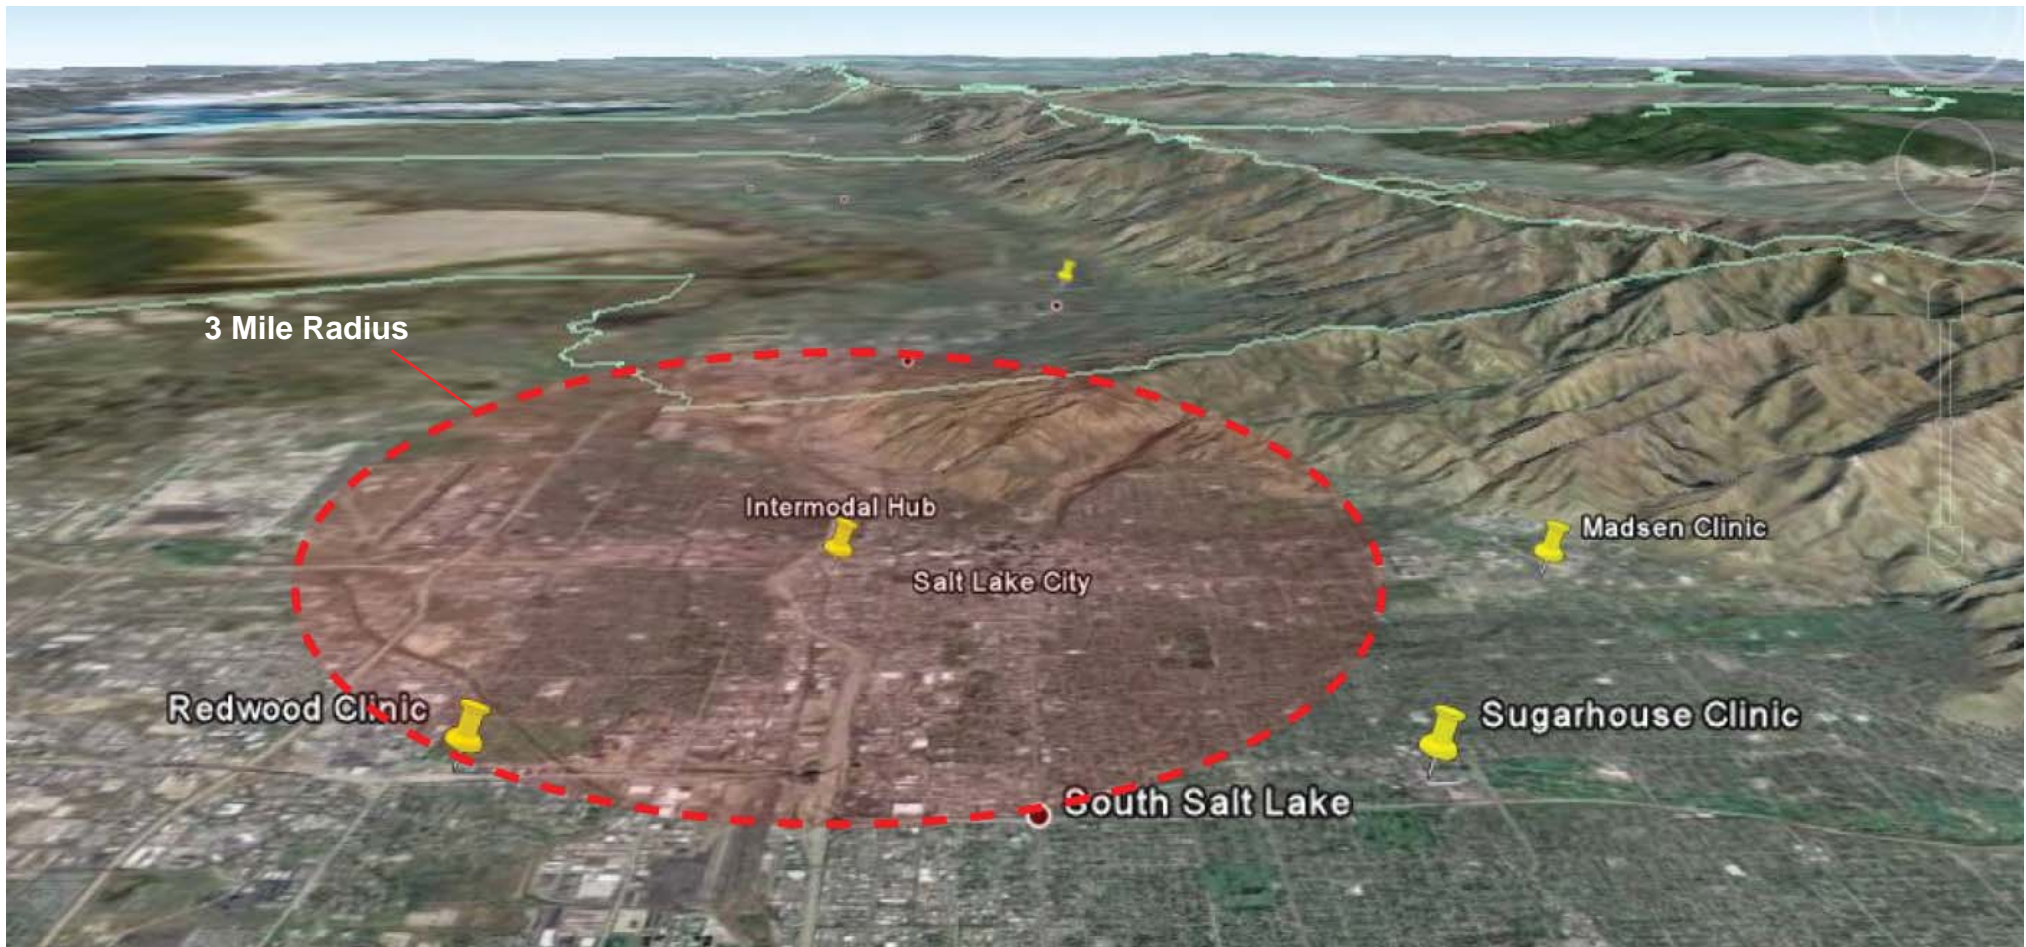 3 Mile Radius
Intermodal Hub
Madsen Clinic
Salt Lake City
Redwood Clinic
Sugarhouse Clinic
South Salt Lake